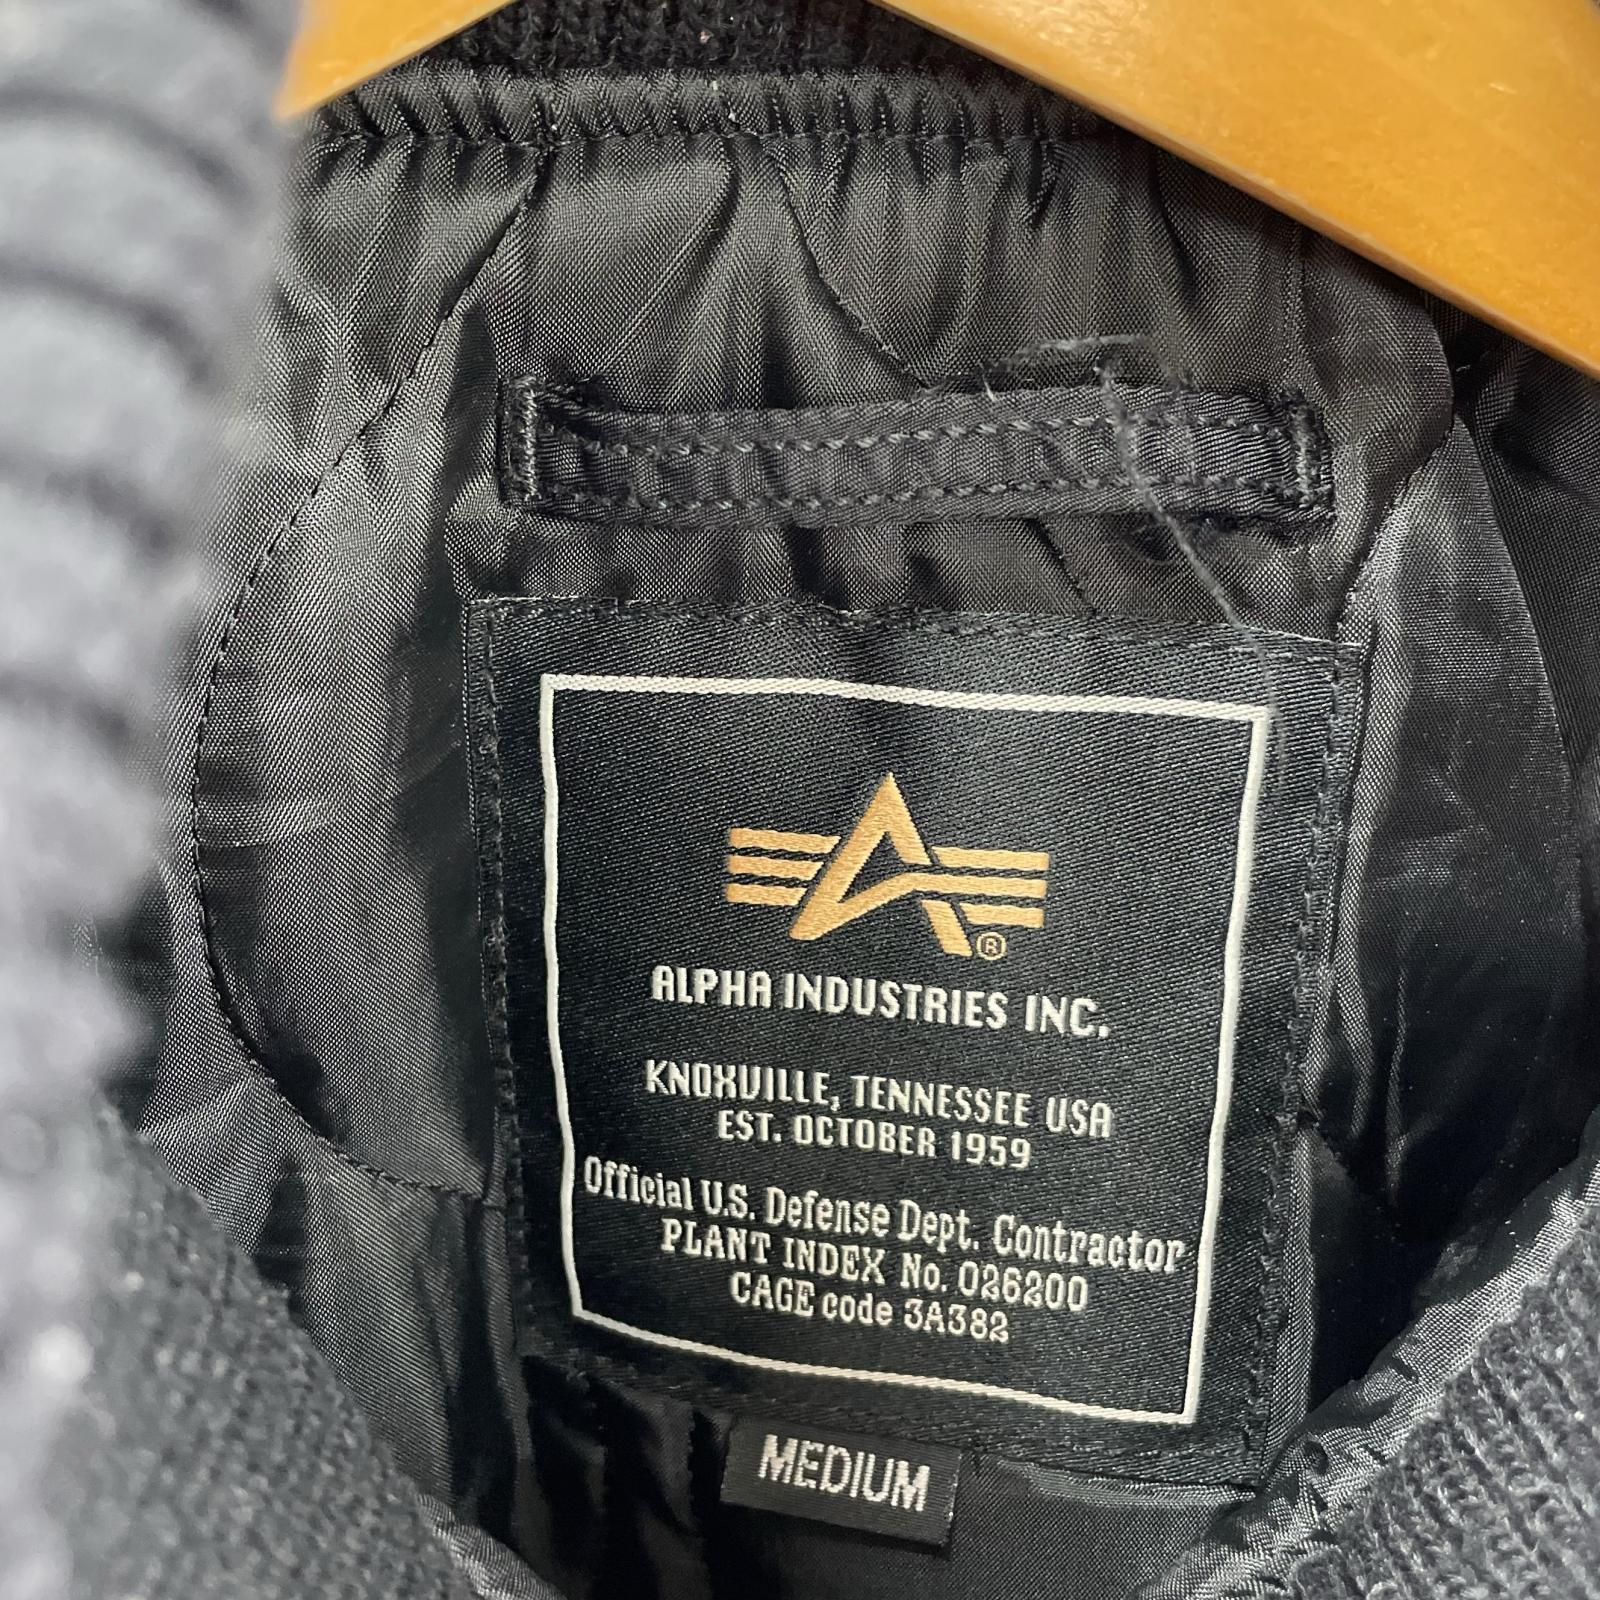 ®
ALPHA INDUSTRIES INC.
KNOXVILLE, TENNESSEE USA
EST. OCTOBER 1959
Official U.S. Defense Dept. Contractor
PLANT INDEX No. 026200
CAGE code 3A382
MEDIUM